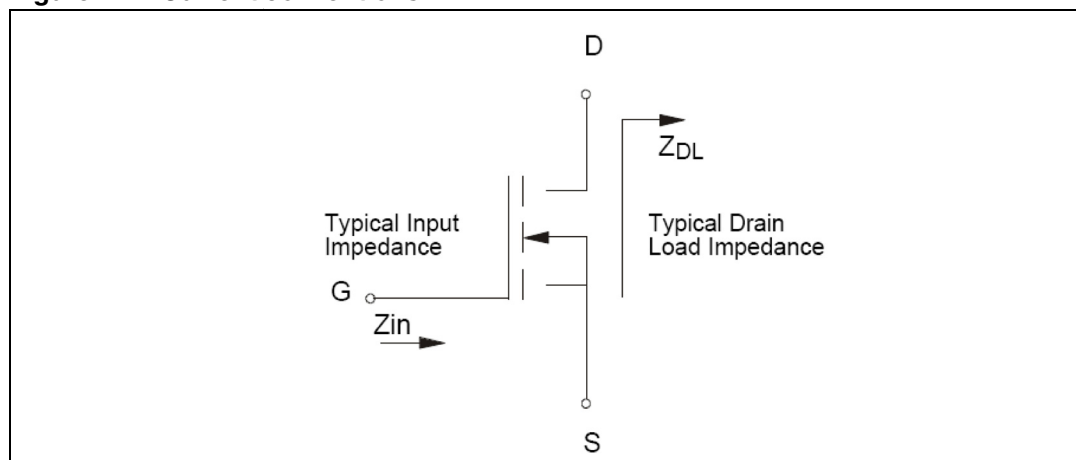 D
ZDL
Typical Input
Impedance
Typical Drain
Load Impedance
G
Zin
S